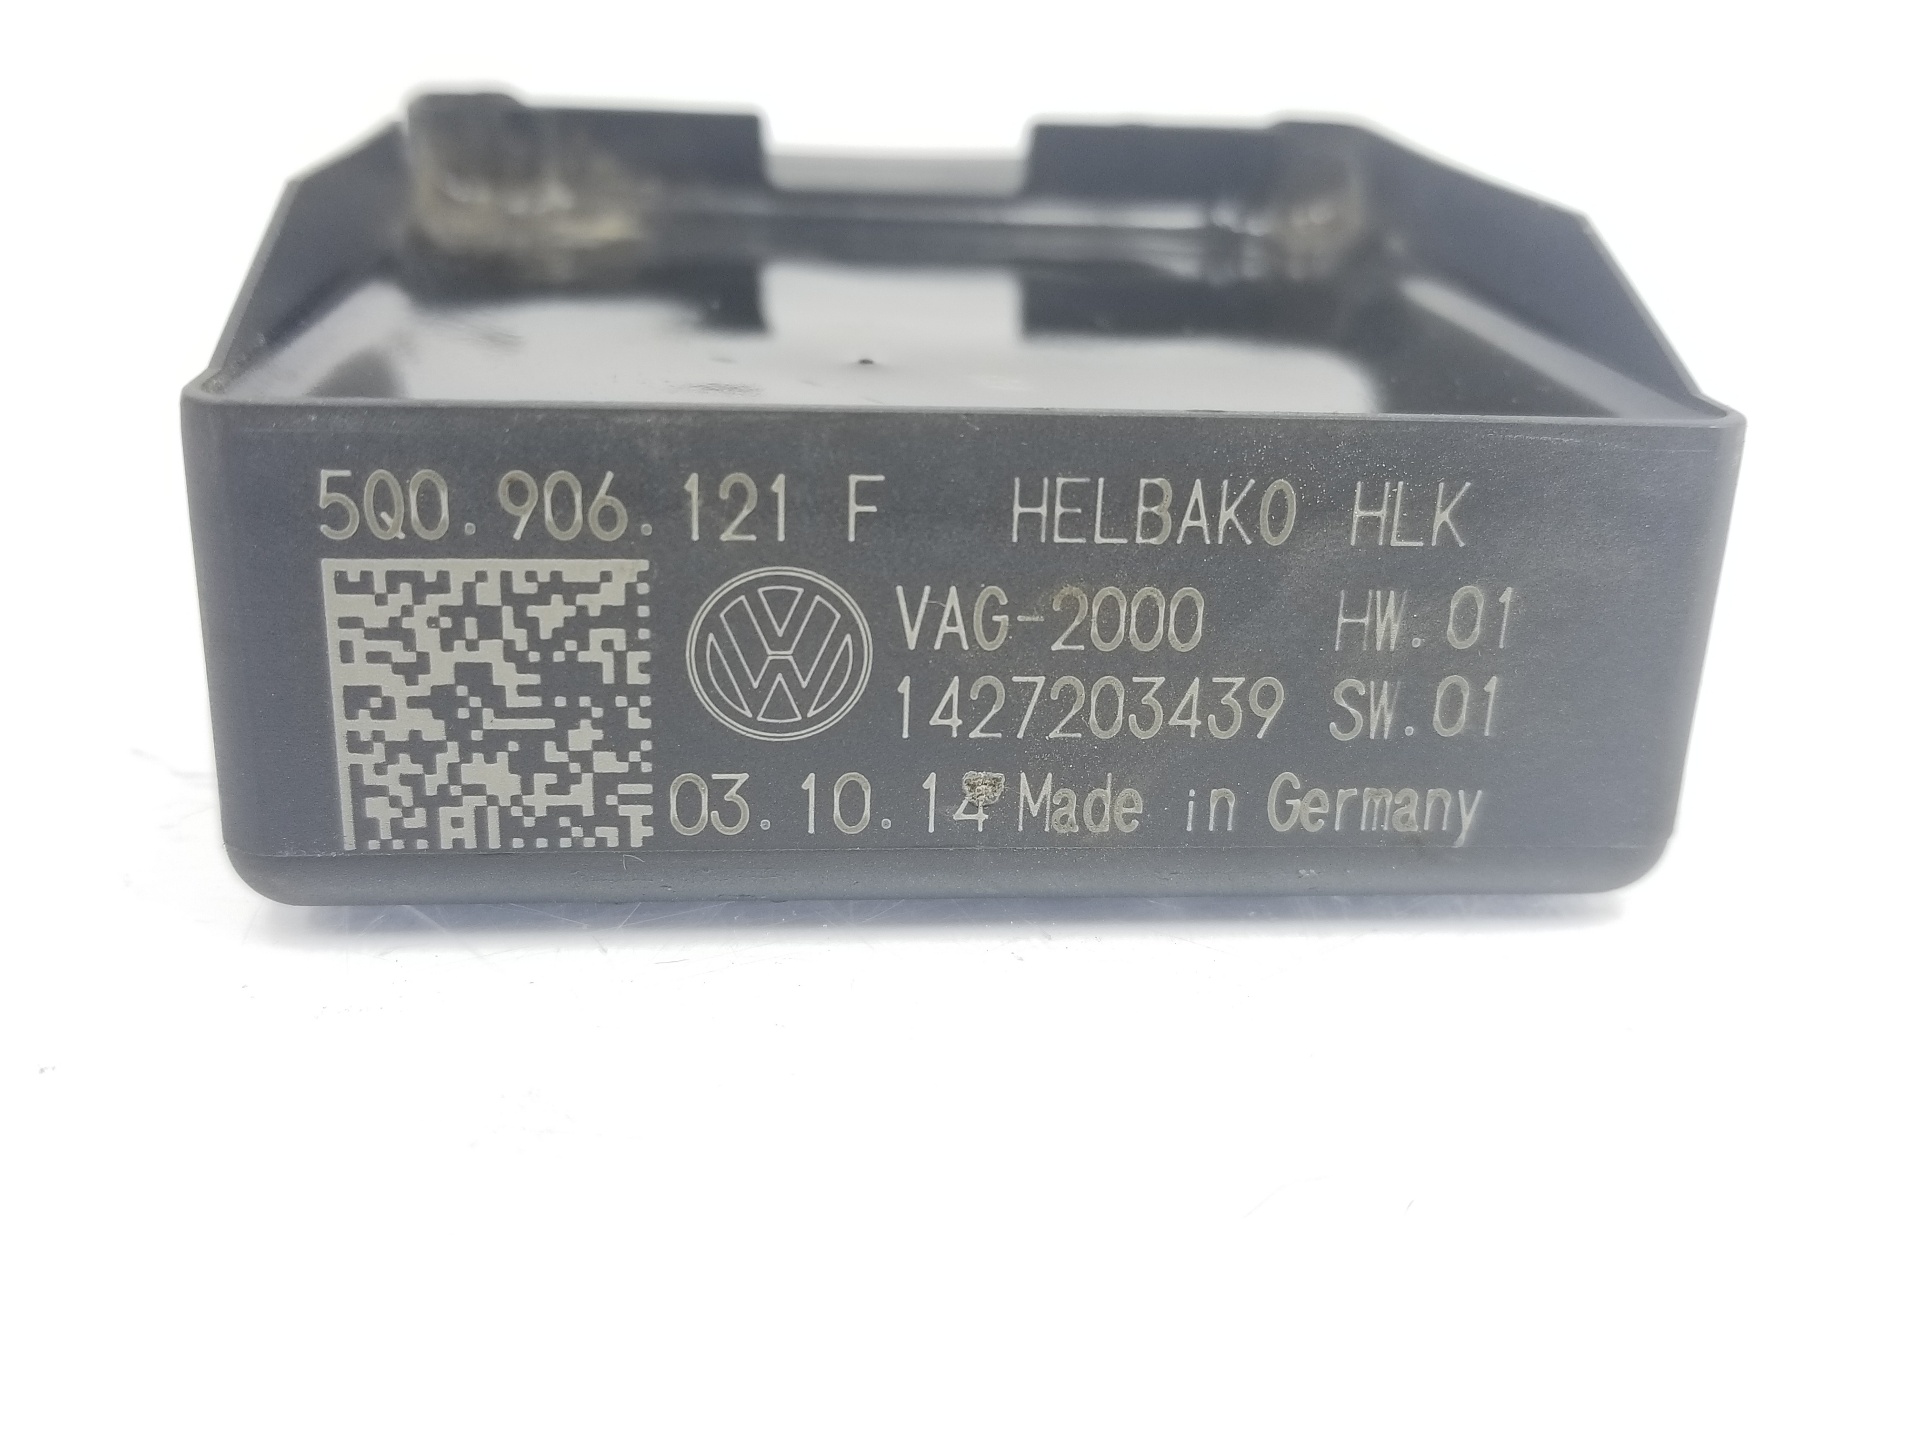 5Q0.906.121 F HELBAKO HLK
VAG-2000 HW.01
1427203439 SW.01
03.10.14 Made in Germany